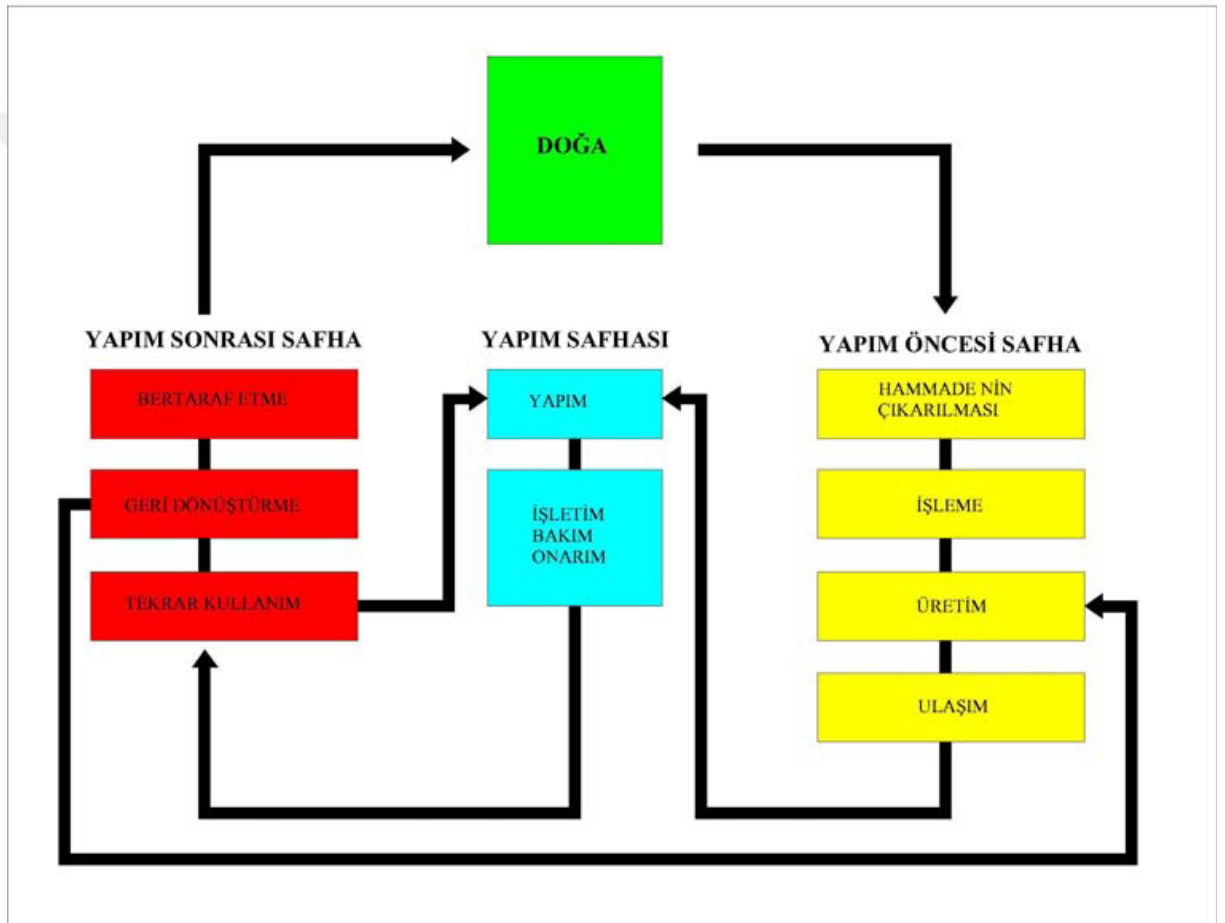 DOĞA
YAPIM SONRASI SAFHA
BERTARAF ETME
GERİ DÖNÜŞTÜRME
TEKRAR KULLANIM
YAPIM SAFHASI
YAPIM
İŞLETİM
BAKIM
ONARIM
YAPIM ÖNCESİ SAFHA
HAMMADE NİN
ÇIKARILMASI
İŞLEME
ÜRETİM
ULAŞIM